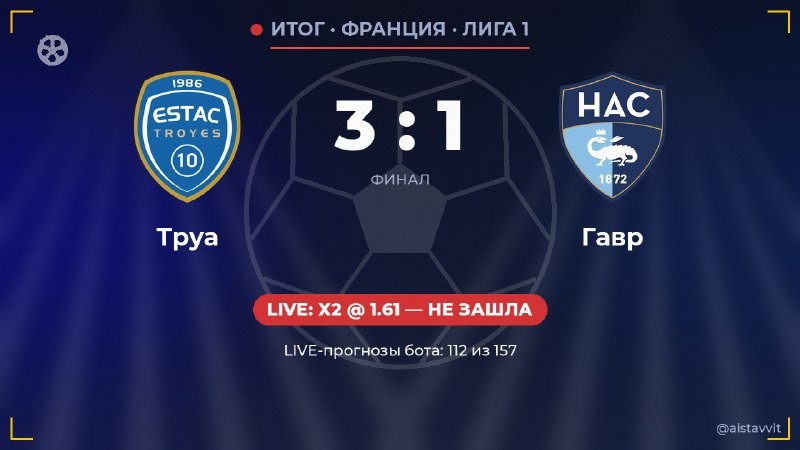 ИТОГ · ФРАНЦИЯ · ЛИГА 1
1986
ESTAC
TROYES
10
3 : 1
HAC
1872
ФИНАЛ
Труа
Гавр
LIVE: X2 @ 1.61 — НЕ ЗАШЛА
LIVE-прогнозы бота: 112 из 157
@aistavvit